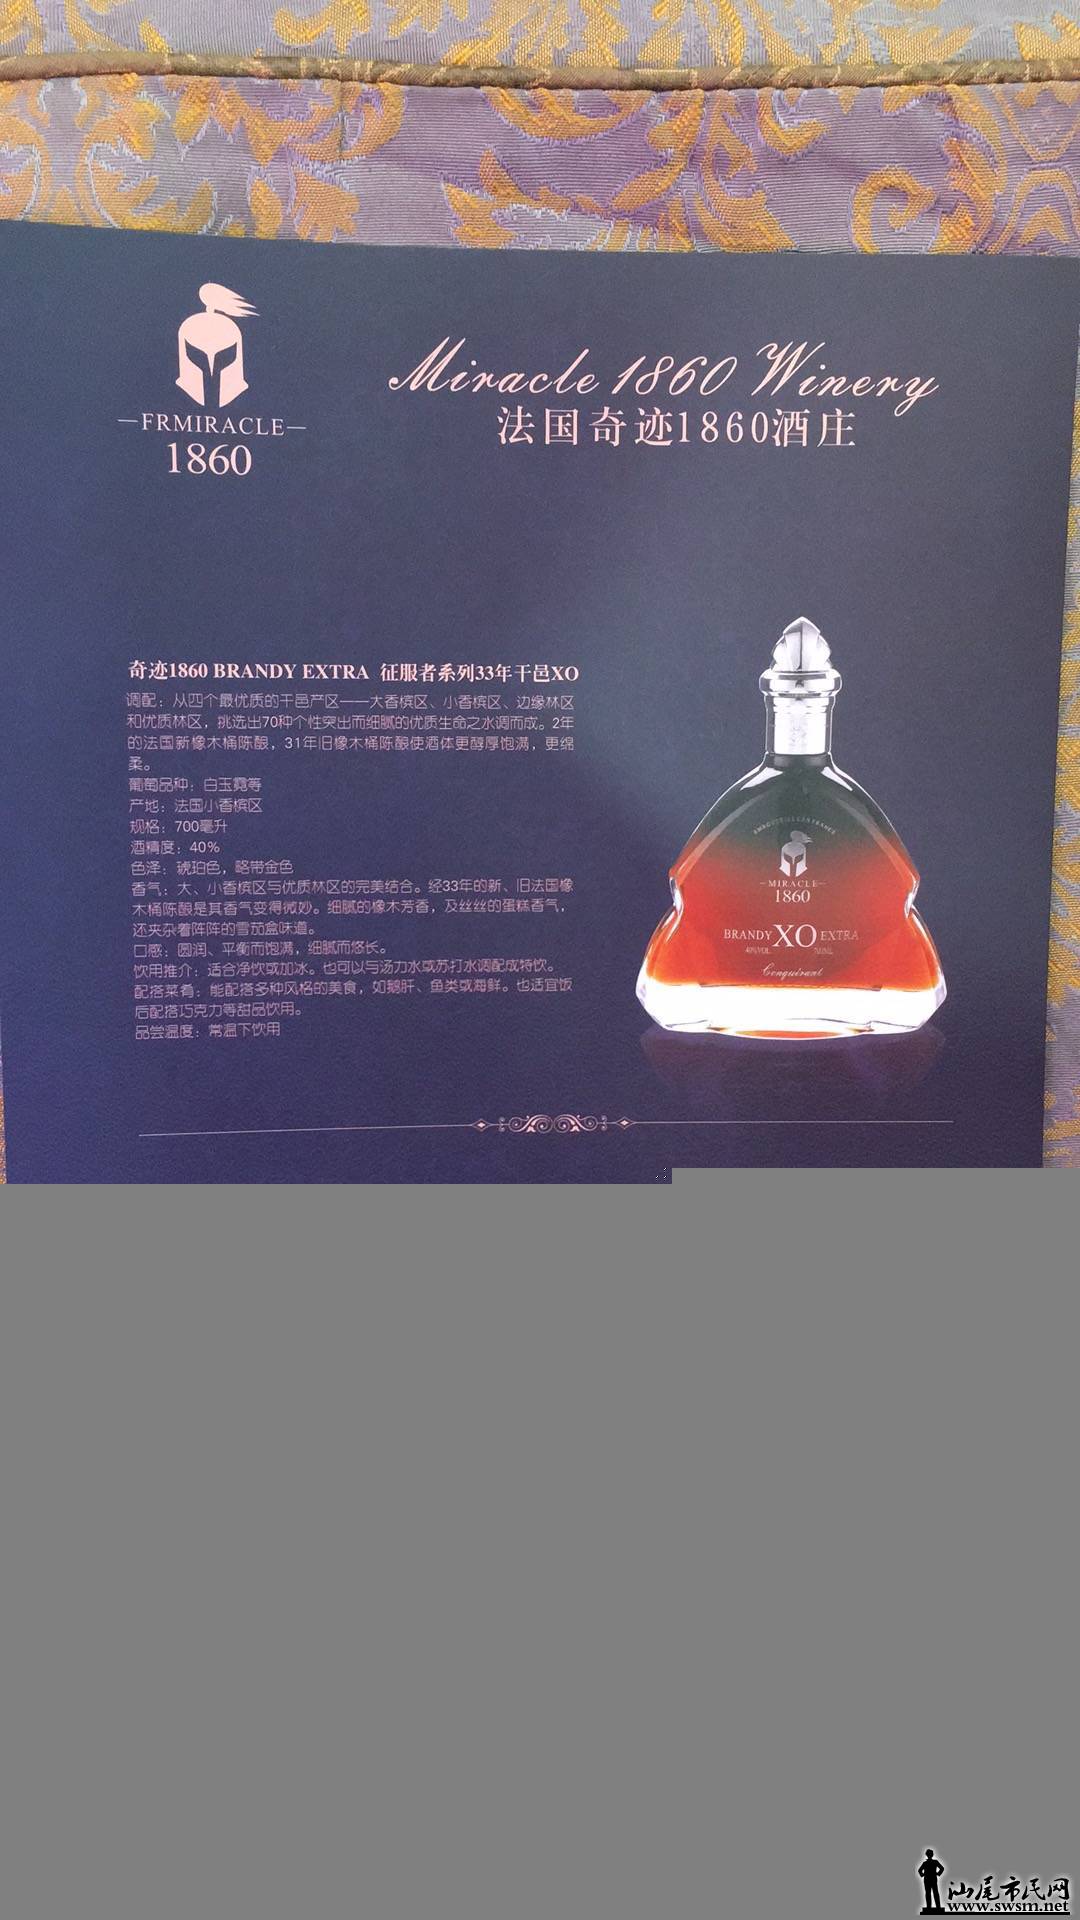 FRMIRACLE
1860
Miracle 1860 Winery
法国奇迹1860酒庄
奇迹1860 BRANDY EXTRA 征服者系列33年干邑XO
调配：从四个最优质的干邑产区——大香槟区、小香槟区、边缘林区
和优质林区，挑选出70种个性突出而细腻的优质生命之水调而成。2年
的法国新橡木桶陈酿，31年旧橡木桶陈酿使酒体更醇厚饱满，更绵
柔。
葡萄品种：白玉霓等
产地：法国小香槟区
规格：700毫升
酒精度：40%
色泽：琥珀色，略带金色
香气：大、小香槟区与优质林区的完美结合。经33年的新、旧法国橡
木桶陈酿是其香气变得微妙。细腻的橡木芳香，及丝丝的蛋糕香气，
还夹杂着阵阵的雪茄盒味道。
口感：圆润、平衡而饱满，细腻而悠长。
饮用推介：适合净饮或加冰。也可以与汤力水或苏打水调配成特饮。
配搭菜肴：能配搭多种风格的美食，如鹅肝、鱼类或海鲜。也适宜饭
后配搭巧克力等甜品饮用。
品尝温度：常温下饮用
MIRACLE
1860
BRANDY XO EXTRA
40%VOL. 700ML
Conquérant
汕尾市民网
www.swsm.net